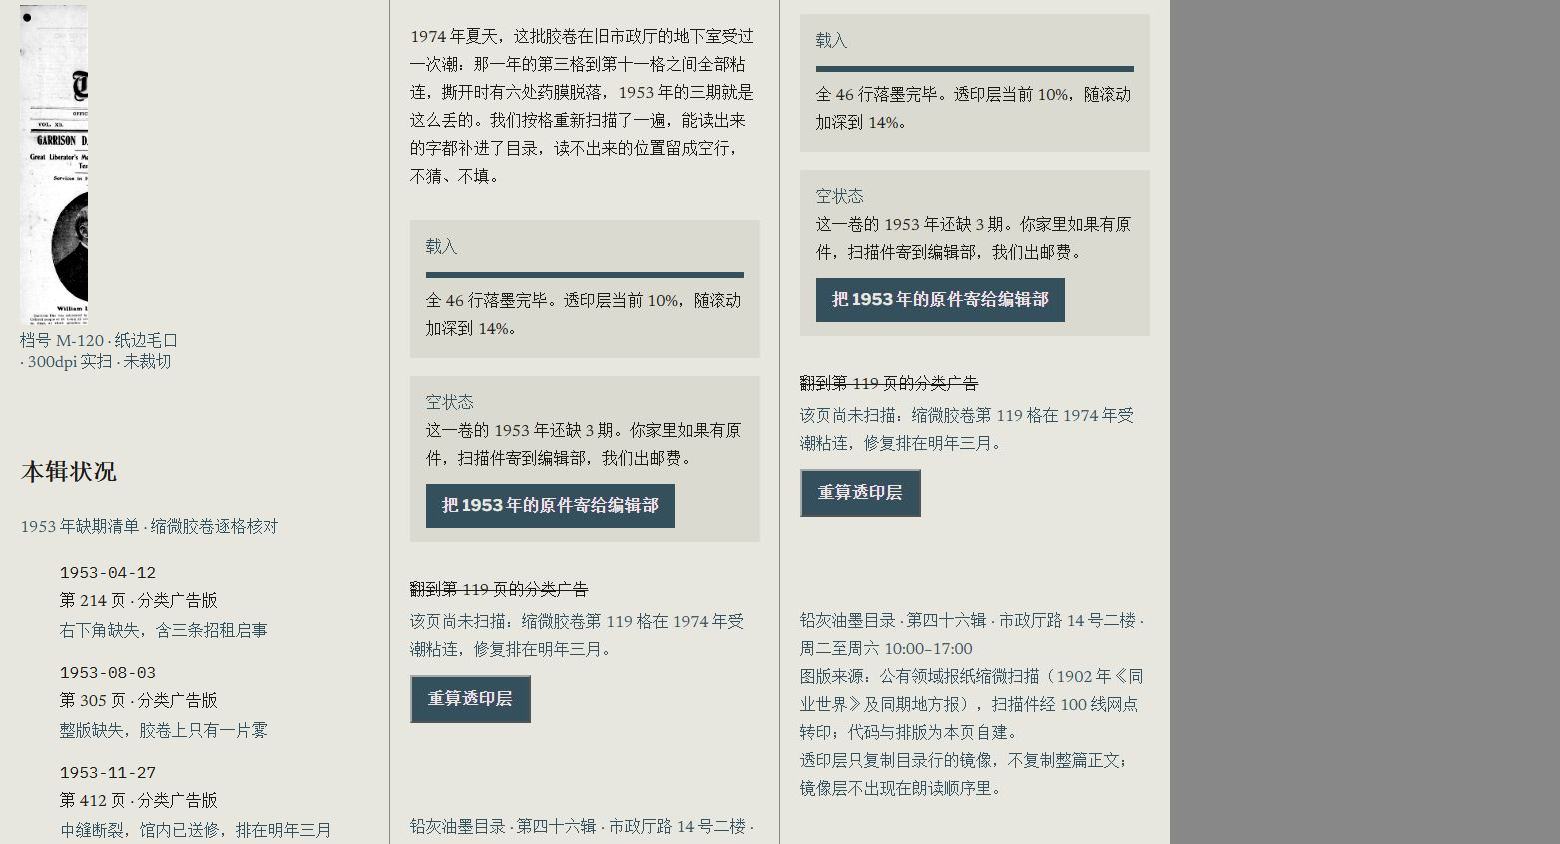 OFFIC
VOL. XII.
GARRISON D
Great Liberator's M
Services in
William L
档号 M-120 · 纸边毛口
· 300dpi 实扫 · 未裁切
本辑状况
1953 年缺期清单 · 缩微胶卷逐格核对
1953-04-12
第 214 页 · 分类广告版
右下角缺失，含三条招租启事
1953-08-03
第 305 页 · 分类广告版
整版缺失，胶卷上只有一片雾
1953-11-27
第 412 页 · 分类广告版
中缝断裂，馆内已送修，排在明年三月
1974 年夏天，这批胶卷在旧市政厅的地下室受过
一次潮：那一年的第三格到第十一格之间全部粘
连，撕开时有六处药膜脱落，1953 年的三期就是
这么丢的。我们按格重新扫描了一遍，能读出来
的字都补进了目录，读不出来的位置留成空行，
不猜、不填。
载入
全 46 行落墨完毕。透印层当前 10%，随滚动
加深到 14%。
空状态
这一卷的 1953 年还缺 3 期。你家里如果有原
件，扫描件寄到编辑部，我们出邮费。
把 1953 年的原件寄给编辑部
翻到第 119 页的分类广告
该页尚未扫描：缩微胶卷第 119 格在 1974 年受
潮粘连，修复排在明年三月。
重算透印层
铅灰油墨目录 · 第四十六辑 · 市政厅路 14 号二楼 ·
载入
全 46 行落墨完毕。透印层当前 10%，随滚动
加深到 14%。
空状态
这一卷的 1953 年还缺 3 期。你家里如果有原
件，扫描件寄到编辑部，我们出邮费。
把 1953 年的原件寄给编辑部
翻到第 119 页的分类广告
该页尚未扫描：缩微胶卷第 119 格在 1974 年受
潮粘连，修复排在明年三月。
重算透印层
铅灰油墨目录 · 第四十六辑 · 市政厅路 14 号二楼 ·
周二至周六 10:00–17:00
图版来源：公有领域报纸缩微扫描（1902 年《同
业世界》及同期地方报），扫描件经 100 线网点
转印；代码与排版为本页自建。
透印层只复制目录行的镜像，不复制整篇正文；
镜像层不出现在朗读顺序里。